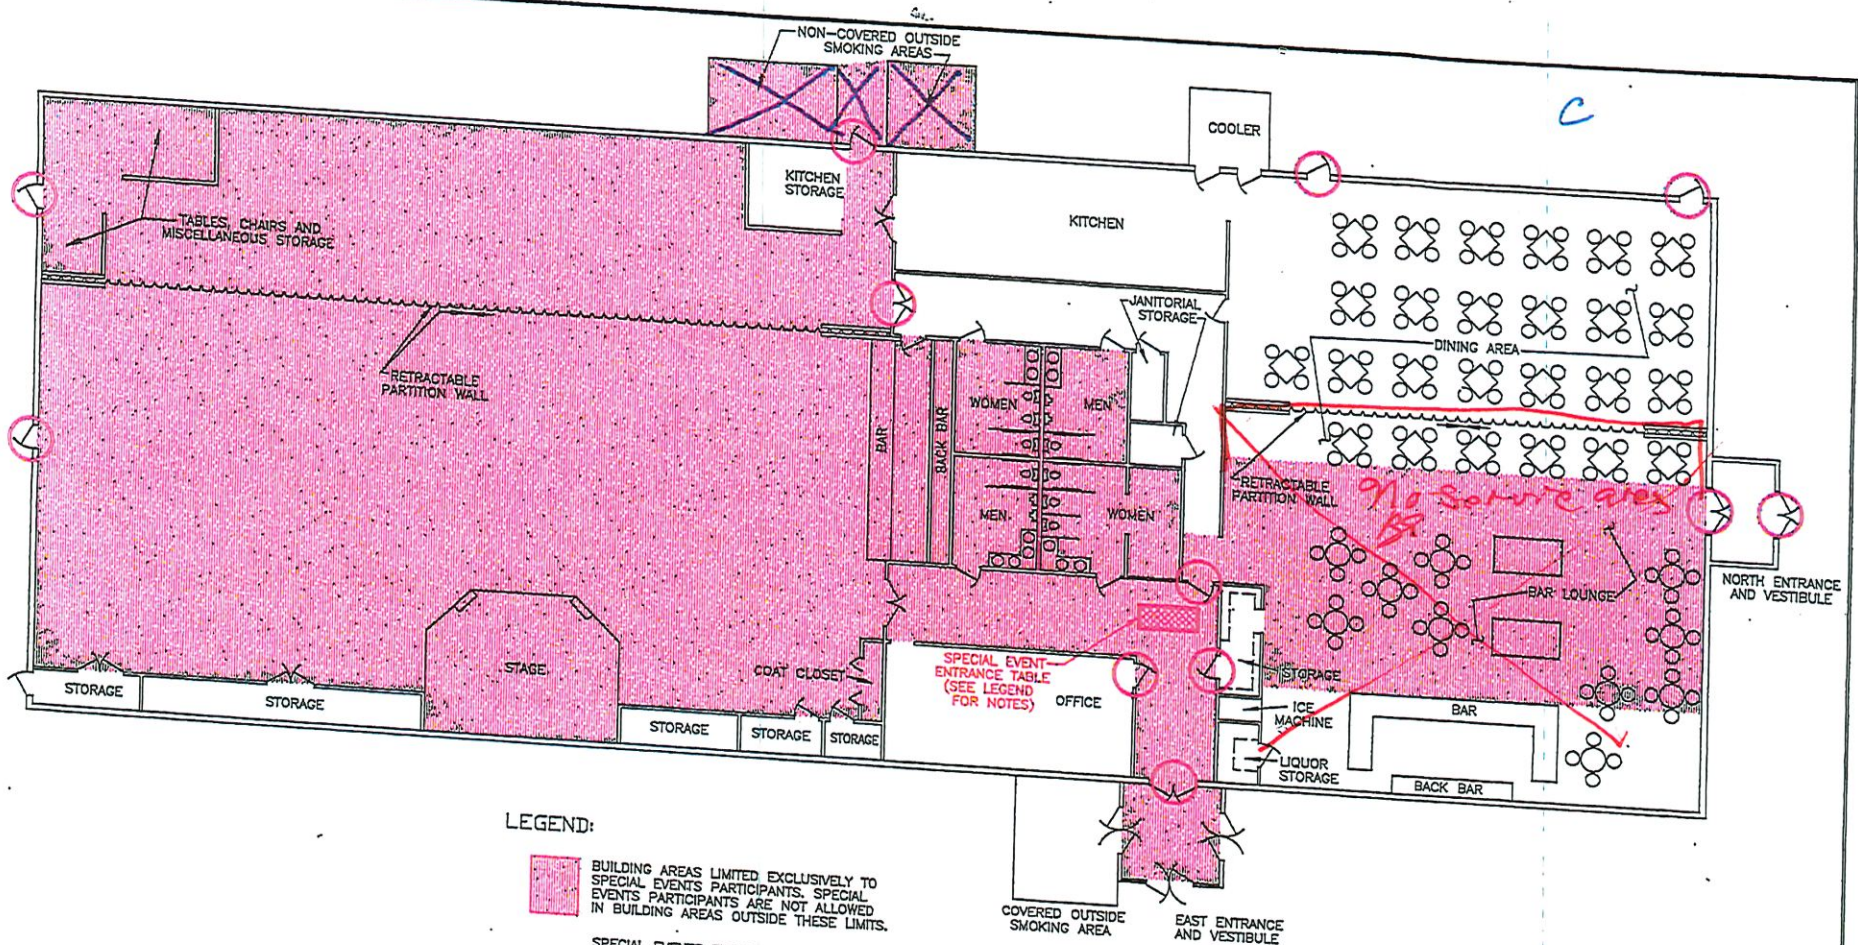 NON-COVERED OUTSIDE
SMOKING AREAS
C
COOLER
KITCHEN
STORAGE
KITCHEN
TABLES, CHAIRS AND
MISCELLANEOUS STORAGE
JANITORIAL
STORAGE
DINING AREA
RETRACTABLE
PARTITION WALL
WOMEN
MEN
BAR
BACK BAR
MEN
WOMEN
RETRACTABLE
PARTITION WALL
No Service area
BAR LOUNGE
NORTH ENTRANCE
AND VESTIBULE
STAGE
COAT CLOSET
SPECIAL EVENT
ENTRANCE TABLE
(SEE LEGEND
FOR NOTES)
OFFICE
STORAGE
ICE
MACHINE
LIQUOR
STORAGE
BAR
BACK BAR
STORAGE
STORAGE
STORAGE
STORAGE
STORAGE
LEGEND:
BUILDING AREAS LIMITED EXCLUSIVELY TO
SPECIAL EVENTS PARTICIPANTS. SPECIAL
EVENTS PARTICIPANTS ARE NOT ALLOWED
IN BUILDING AREAS OUTSIDE THESE LIMITS.
COVERED OUTSIDE
SMOKING AREA
EAST ENTRANCE
AND VESTIBULE